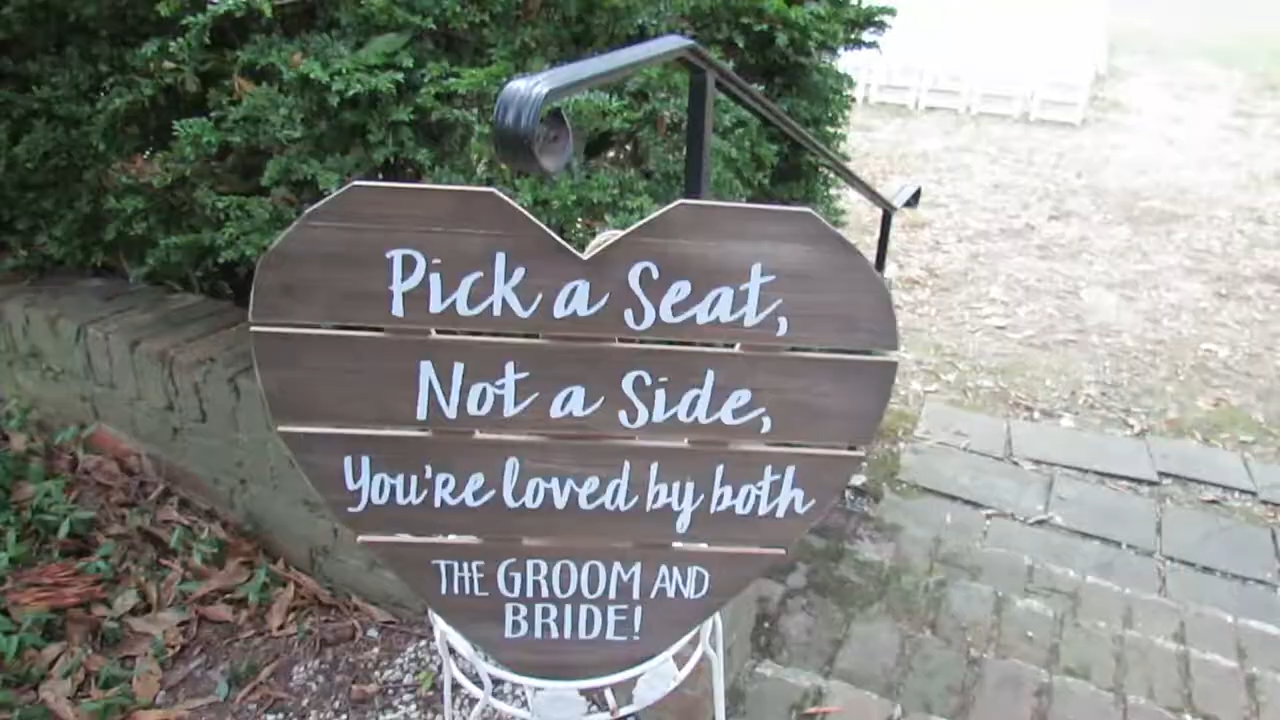 Pick a Seat,
Not a Side,
You're loved by both
THE GROOM AND
BRIDE!